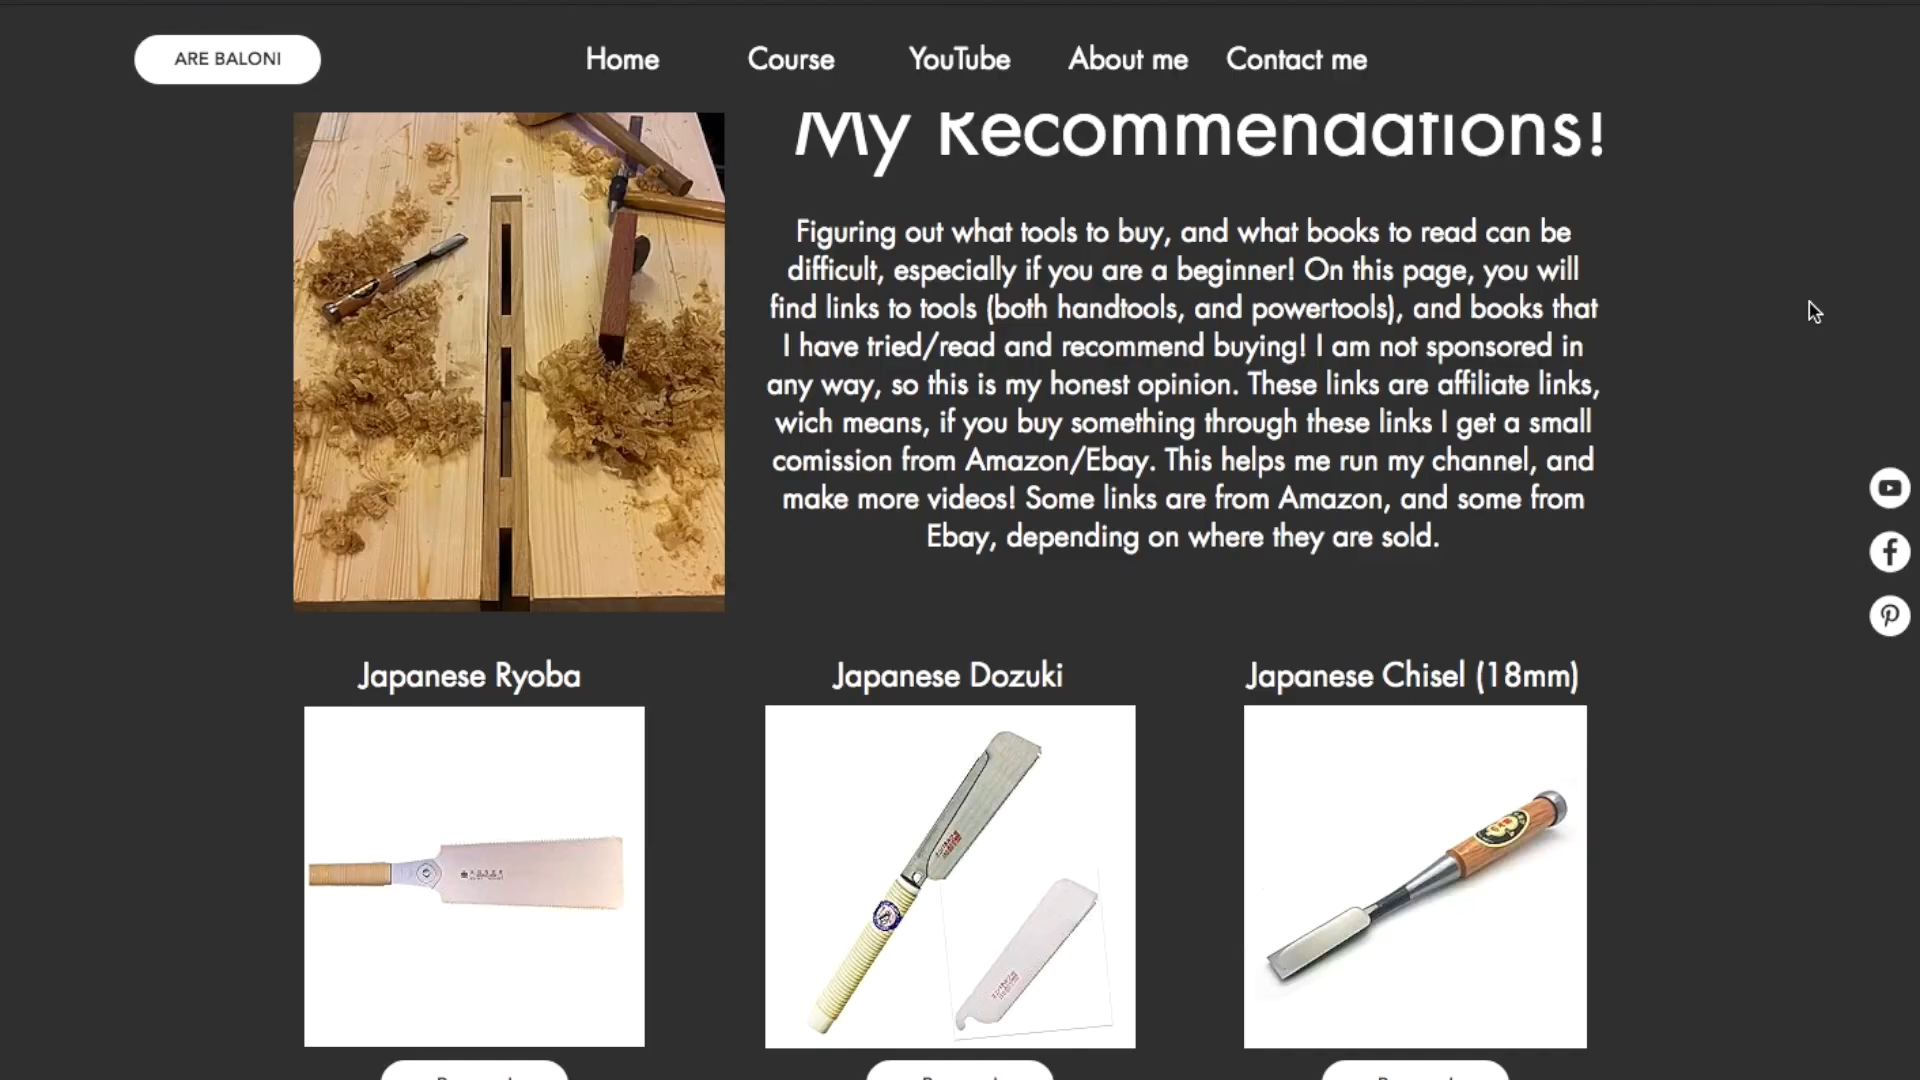 ARE BALONI
Home
Course
YouTube
About me
Contact me
My Recommendations!
Figuring out what tools to buy, and what books to read can be
difficult, especially if you are a beginner! On this page, you will
find links to tools (both handtools, and powertools), and books that
I have tried/read and recommend buying! I am not sponsored in
any way, so this is my honest opinion. These links are affiliate links,
wich means, if you buy something through these links I get a small
comission from Amazon/Ebay. This helps me run my channel, and
make more videos! Some links are from Amazon, and some from
Ebay, depending on where they are sold.
Japanese Ryoba
Japanese Dozuki
Japanese Chisel (18mm)